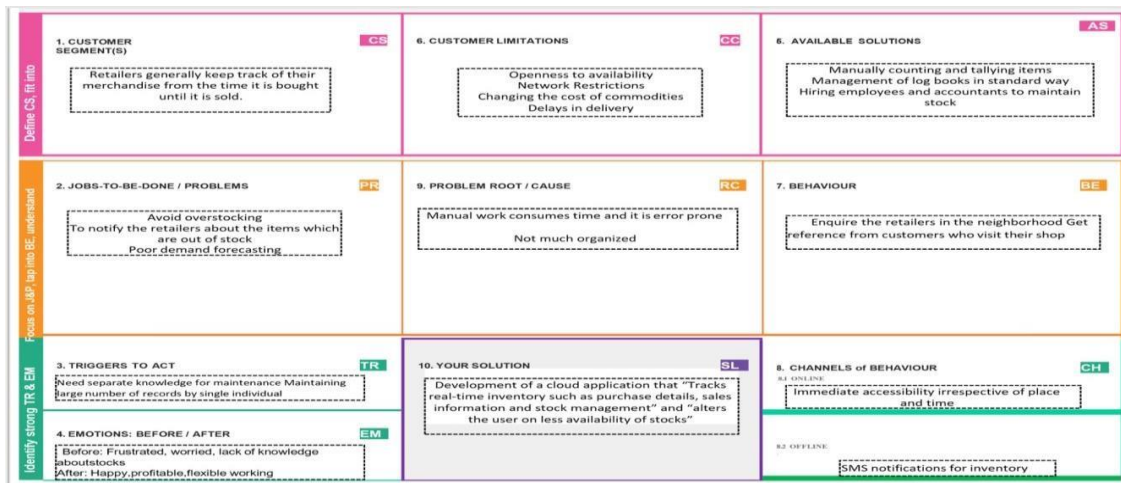 Define CS, fit into
1. CUSTOMER
SEGMENT(S)
CS
Retailers generally keep track of their
merchandise from the time it is bought
until it is sold.
6. CUSTOMER LIMITATIONS
CC
Openness to availability
Network Restrictions
Changing the cost of commodities
Delays in delivery
5. AVAILABLE SOLUTIONS
AS
Manually counting and tallying items
Management of log books in standard way
Hiring employees and accountants to maintain
stock
Focus on J&P, tap into BE, understand
2. JOBS-TO-BE-DONE / PROBLEMS
PR
Avoid overstocking
To notify the retailers about the items which
are out of stock
Poor demand forecasting
9. PROBLEM ROOT / CAUSE
RC
Manual work consumes time and it is error prone
Not much organized
7. BEHAVIOUR
BE
Enquire the retailers in the neighborhood Get
reference from customers who visit their shop
Identify strong TR & EM
3. TRIGGERS TO ACT
TR
Need separate knowledge for maintenance Maintaining
large number of records by single individual
4. EMOTIONS: BEFORE / AFTER
EM
Before: Frustrated, worried, lack of knowledge
aboutstocks
After: Happy,profitable,flexible working
10. YOUR SOLUTION
SL
Development of a cloud application that “Tracks
real-time inventory such as purchase details, sales
information and stock management” and “alters
the user on less availability of stocks”
8. CHANNELS of BEHAVIOUR
CH
8.1 ONLINE
Immediate accessibility irrespective of place
and time
8.2 OFFLINE
SMS notifications for inventory